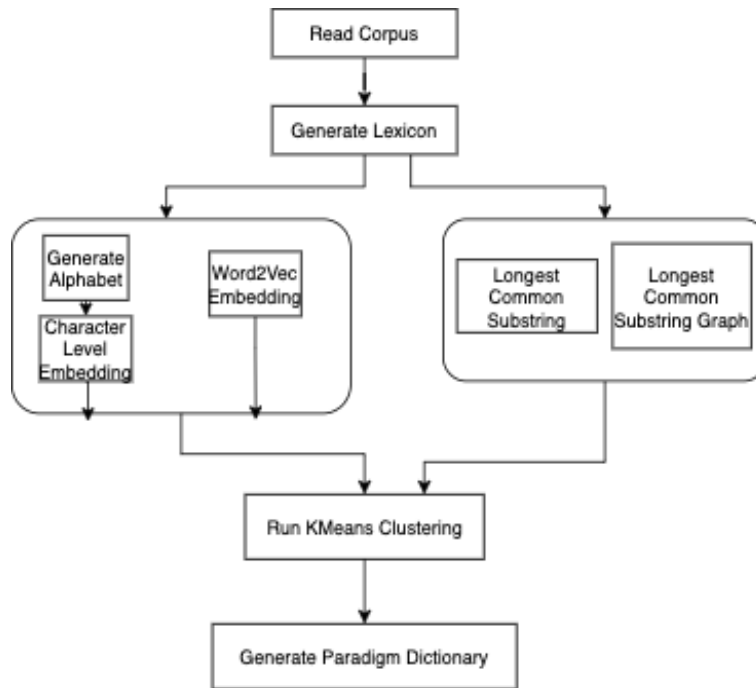 Read Corpus
Generate Lexicon
Generate
Alphabet
Character
Level
Embedding
Word2Vec
Embedding
Longest
Common
Substring
Longest
Common
Substring Graph
Run KMeans Clustering
Generate Paradigm Dictionary